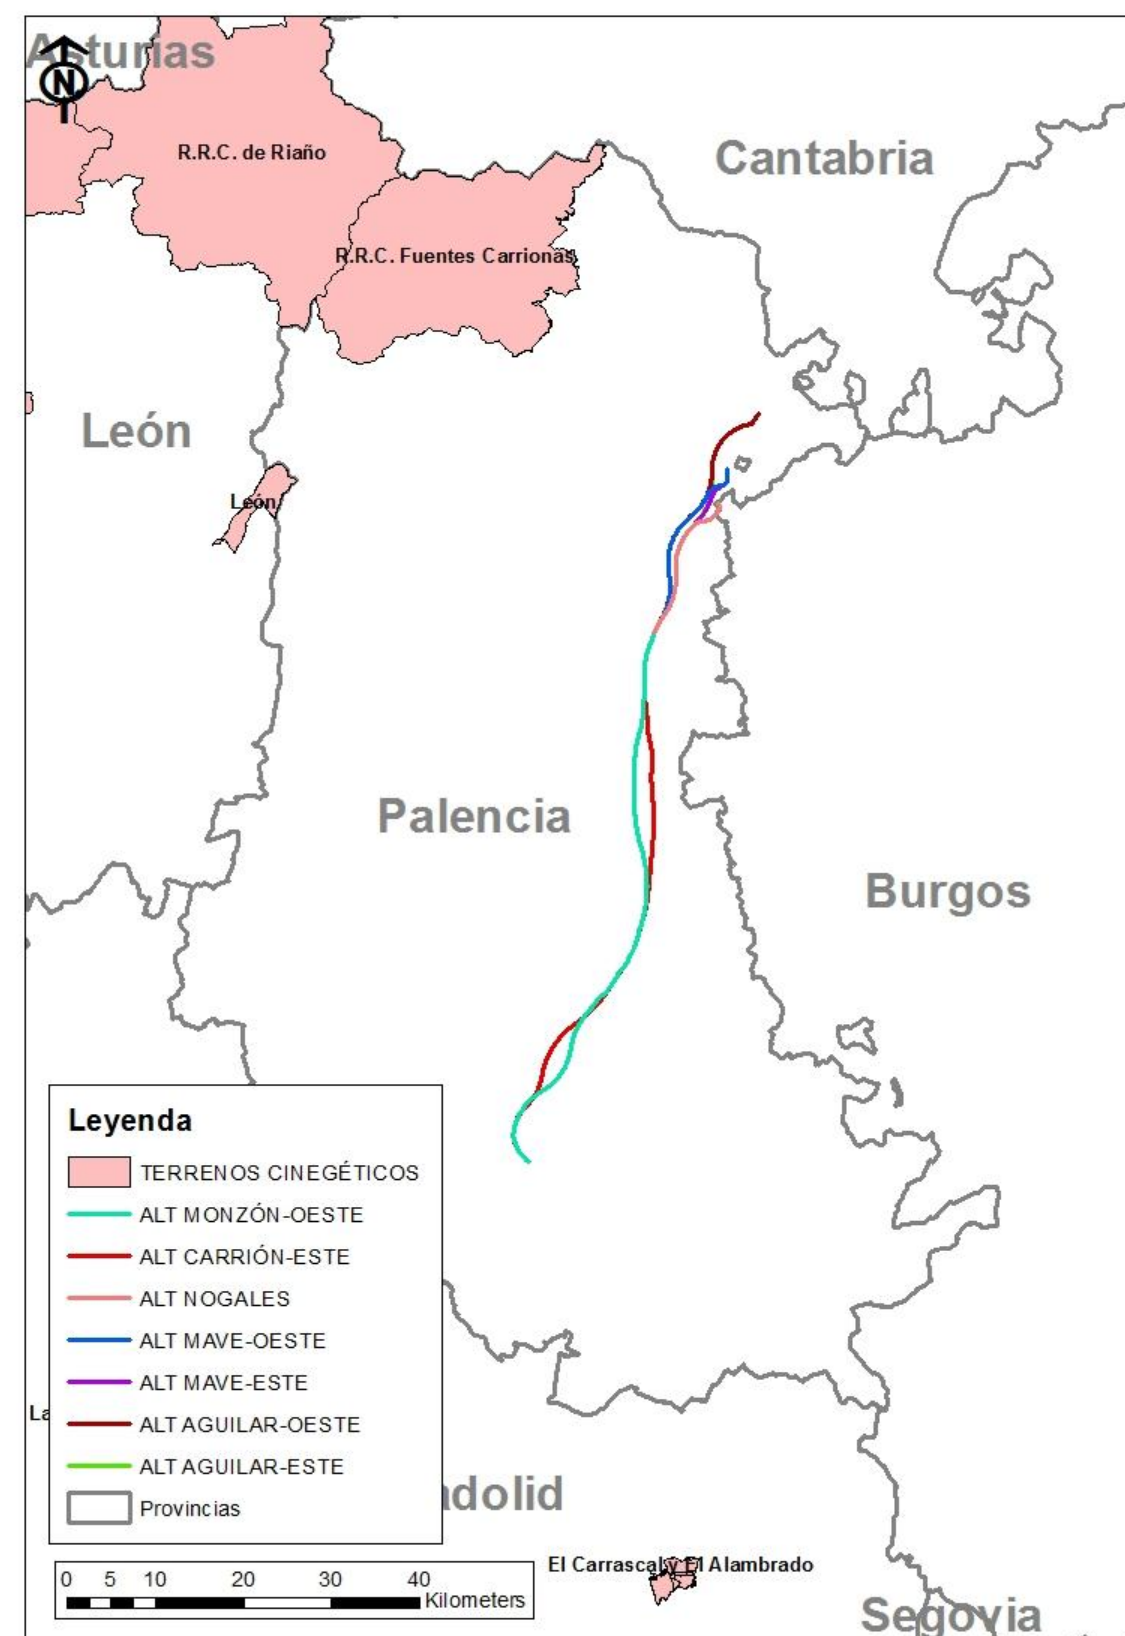 Asturias
N
R.R.C. de Riaño
Cantabria
R.R.C. Fuentes Carrionas
León
León
Palencia
Burgos
Leyenda
TERRENOS CINEGÉTICOS
ALT MONZÓN-OESTE
ALT CARRIÓN-ESTE
ALT NOGALES
ALT MAVE-OESTE
ALT MAVE-ESTE
ALT AGUILAR-OESTE
ALT AGUILAR-ESTE
Provincias
La
adolid
El Carrascal y El Alambrado
0 5 10 20 30 40
Kilometers
Segovia